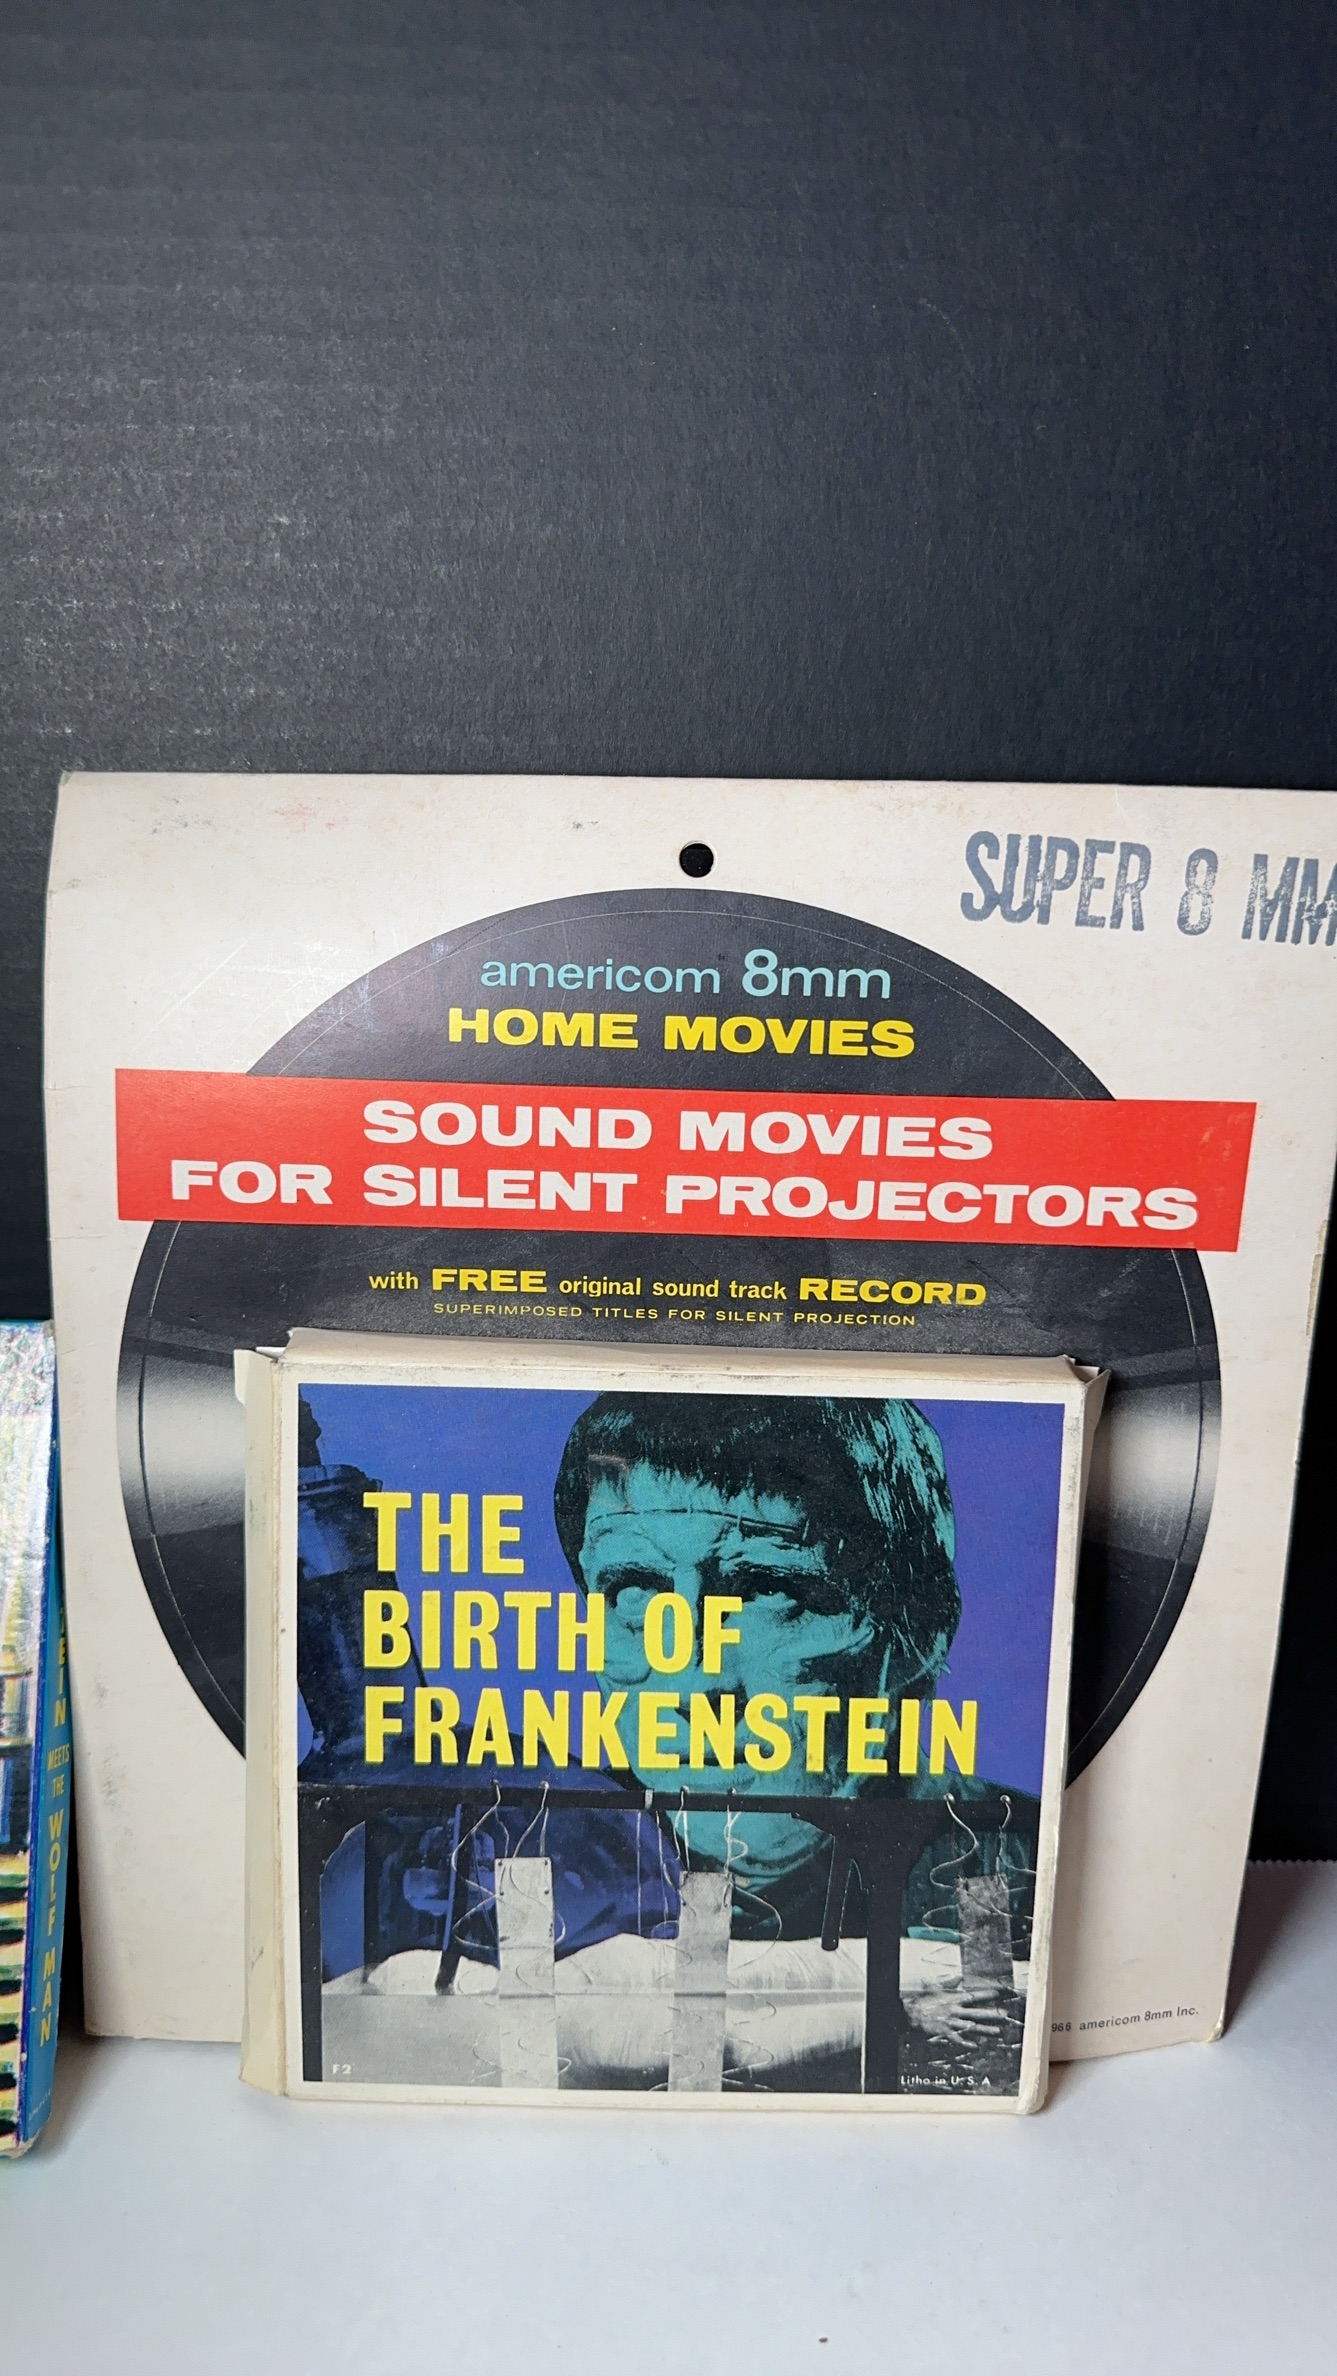 SUPER 8 MM
americom 8mm
HOME MOVIES
SOUND MOVIES
FOR SILENT PROJECTORS
with FREE original sound track RECORD
SUPERIMPOSED TITLES FOR SILENT PROJECTION
THE
BIRTH OF
FRANKENSTEIN
F2
Litho in U.S.A
966 americom 8mm Inc.
EIN MEETS THE WOLF MAN